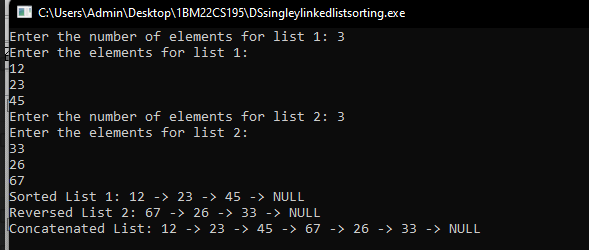 C:\Users\Admin\Desktop\1BM22CS195\DSsingleylinkedlistsorting.exe
Enter the number of elements for list 1: 3
Enter the elements for list 1:
12
23
45
Enter the number of elements for list 2: 3
Enter the elements for list 2:
33
26
67
Sorted List 1: 12 -> 23 -> 45 -> NULL
Reversed List 2: 67 -> 26 -> 33 -> NULL
Concatenated List: 12 -> 23 -> 45 -> 67 -> 26 -> 33 -> NULL